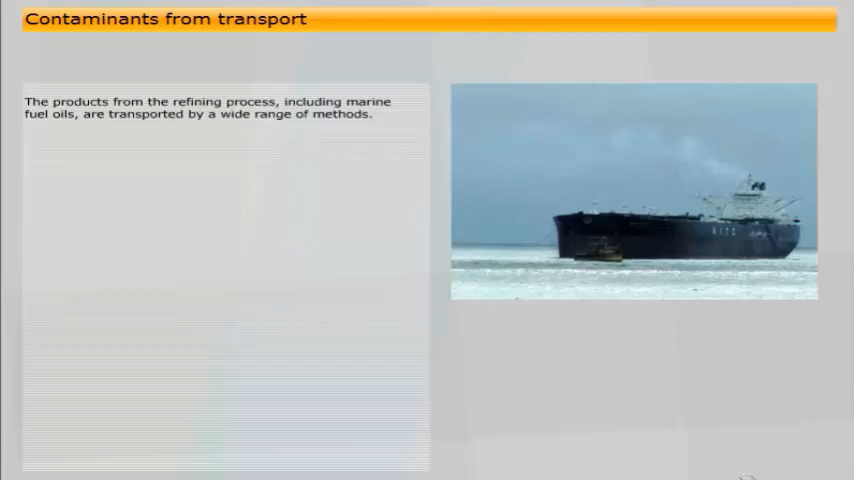 Contaminants from transport
The products from the refining process, including marine
fuel oils, are transported by a wide range of methods.
NITC